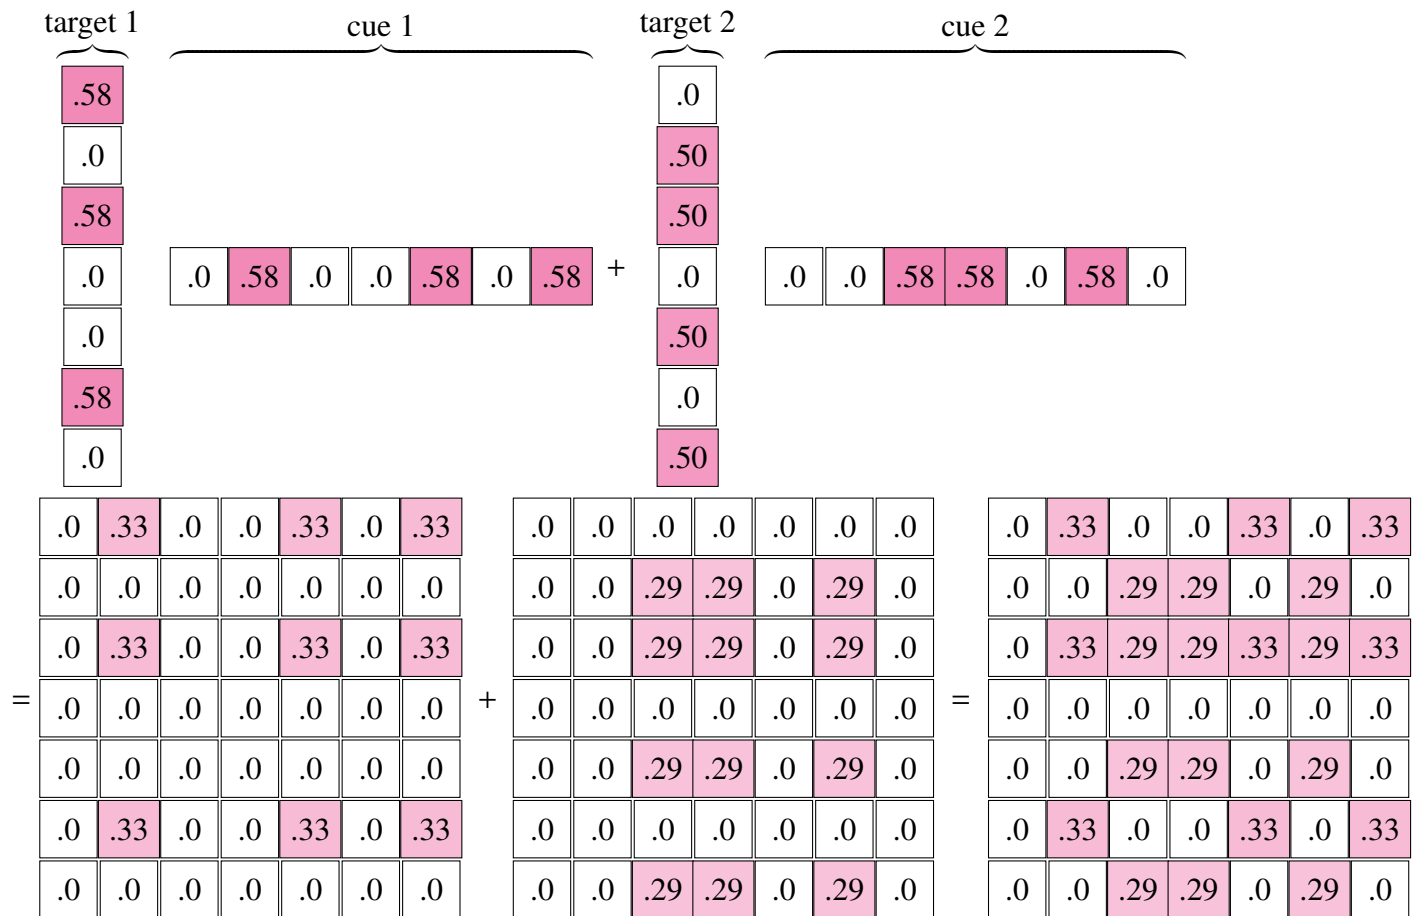 target 1 cue 1 target 2 cue 2
.58 .0
.0 .50
.58 .50
.0 .0 .58 .0 .0 .58 .0 .58 + .0 .0 .0 .58 .58 .0 .58 .0
.0 .50
.58 .0
.0 .50
.0 .33 .0 .0 .33 .0 .33 .0 .0 .0 .0 .0 .0 .0 .0 .33 .0 .0 .33 .0 .33
.0 .0 .0 .0 .0 .0 .0 .0 .0 .29 .29 .0 .29 .0 .0 .0 .29 .29 .0 .29 .0
.0 .33 .0 .0 .33 .0 .33 .0 .0 .29 .29 .0 .29 .0 .0 .33 .29 .29 .33 .29 .33
= .0 .0 .0 .0 .0 .0 .0 + .0 .0 .0 .0 .0 .0 .0 = .0 .0 .0 .0 .0 .0 .0
.0 .0 .0 .0 .0 .0 .0 .0 .0 .29 .29 .0 .29 .0 .0 .0 .29 .29 .0 .29 .0
.0 .33 .0 .0 .33 .0 .33 .0 .0 .0 .0 .0 .0 .0 .0 .33 .0 .0 .33 .0 .33
.0 .0 .0 .0 .0 .0 .0 .0 .0 .29 .29 .0 .29 .0 .0 .0 .29 .29 .0 .29 .0